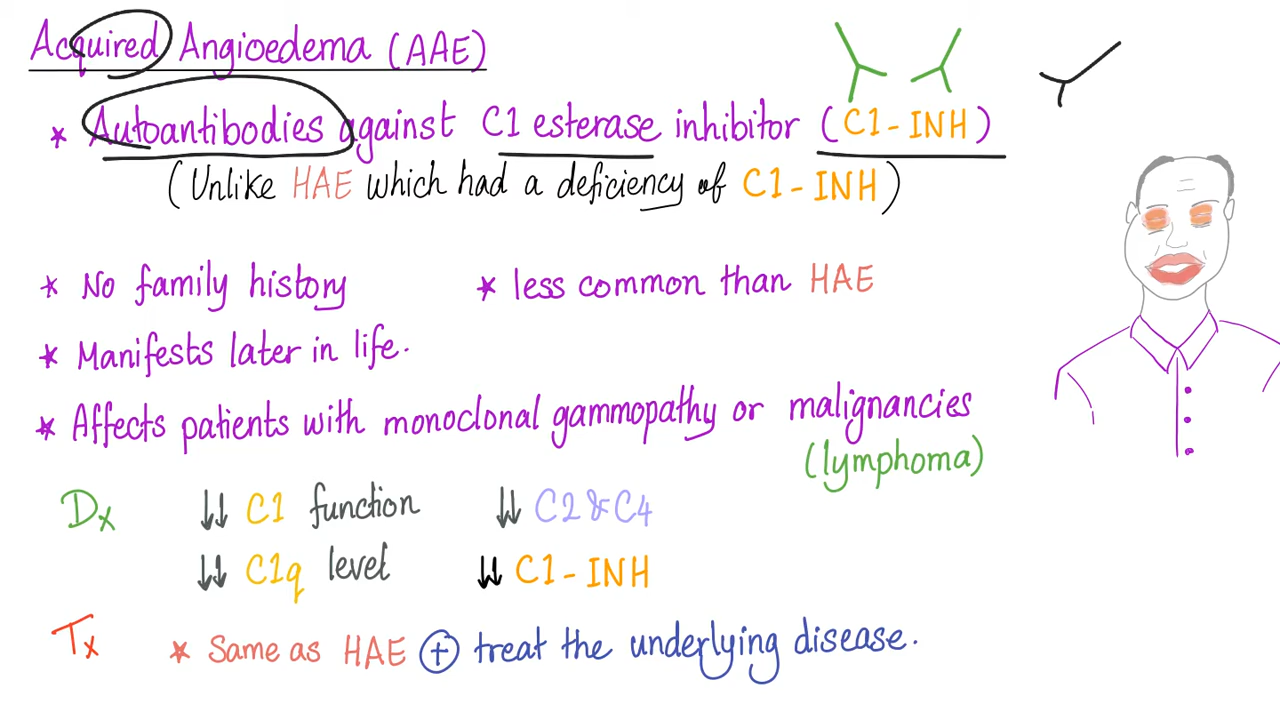 Acquired Angioedema (AAE)
* Autoantibodies against C1 esterase inhibitor (C1-INH)
(Unlike HAE which had a deficiency of C1-INH)
* No family history * less common than HAE
* Manifests later in life.
* Affects patients with monoclonal gammopathy or malignancies
(lymphoma)
Dx ↓↓ C1 function ↓↓ C2 & C4
↓↓ C1q level ↓↓ C1-INH
Tx * Same as HAE ⊕ treat the underlying disease.